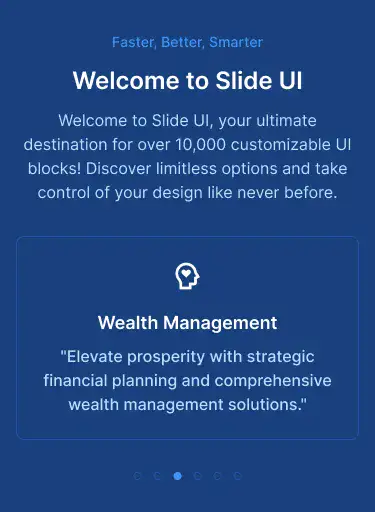 Faster, Better, Smarter
Welcome to Slide UI
Welcome to Slide UI, your ultimate
destination for over 10,000 customizable UI
blocks! Discover limitless options and take
control of your design like never before.
Wealth Management
"Elevate prosperity with strategic
financial planning and comprehensive
wealth management solutions."